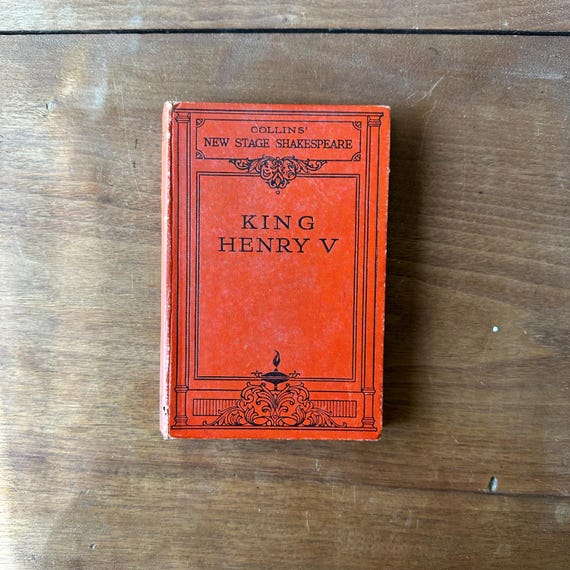 COLLINS'
NEW STAGE SHAKESPEARE
KING
HENRY V